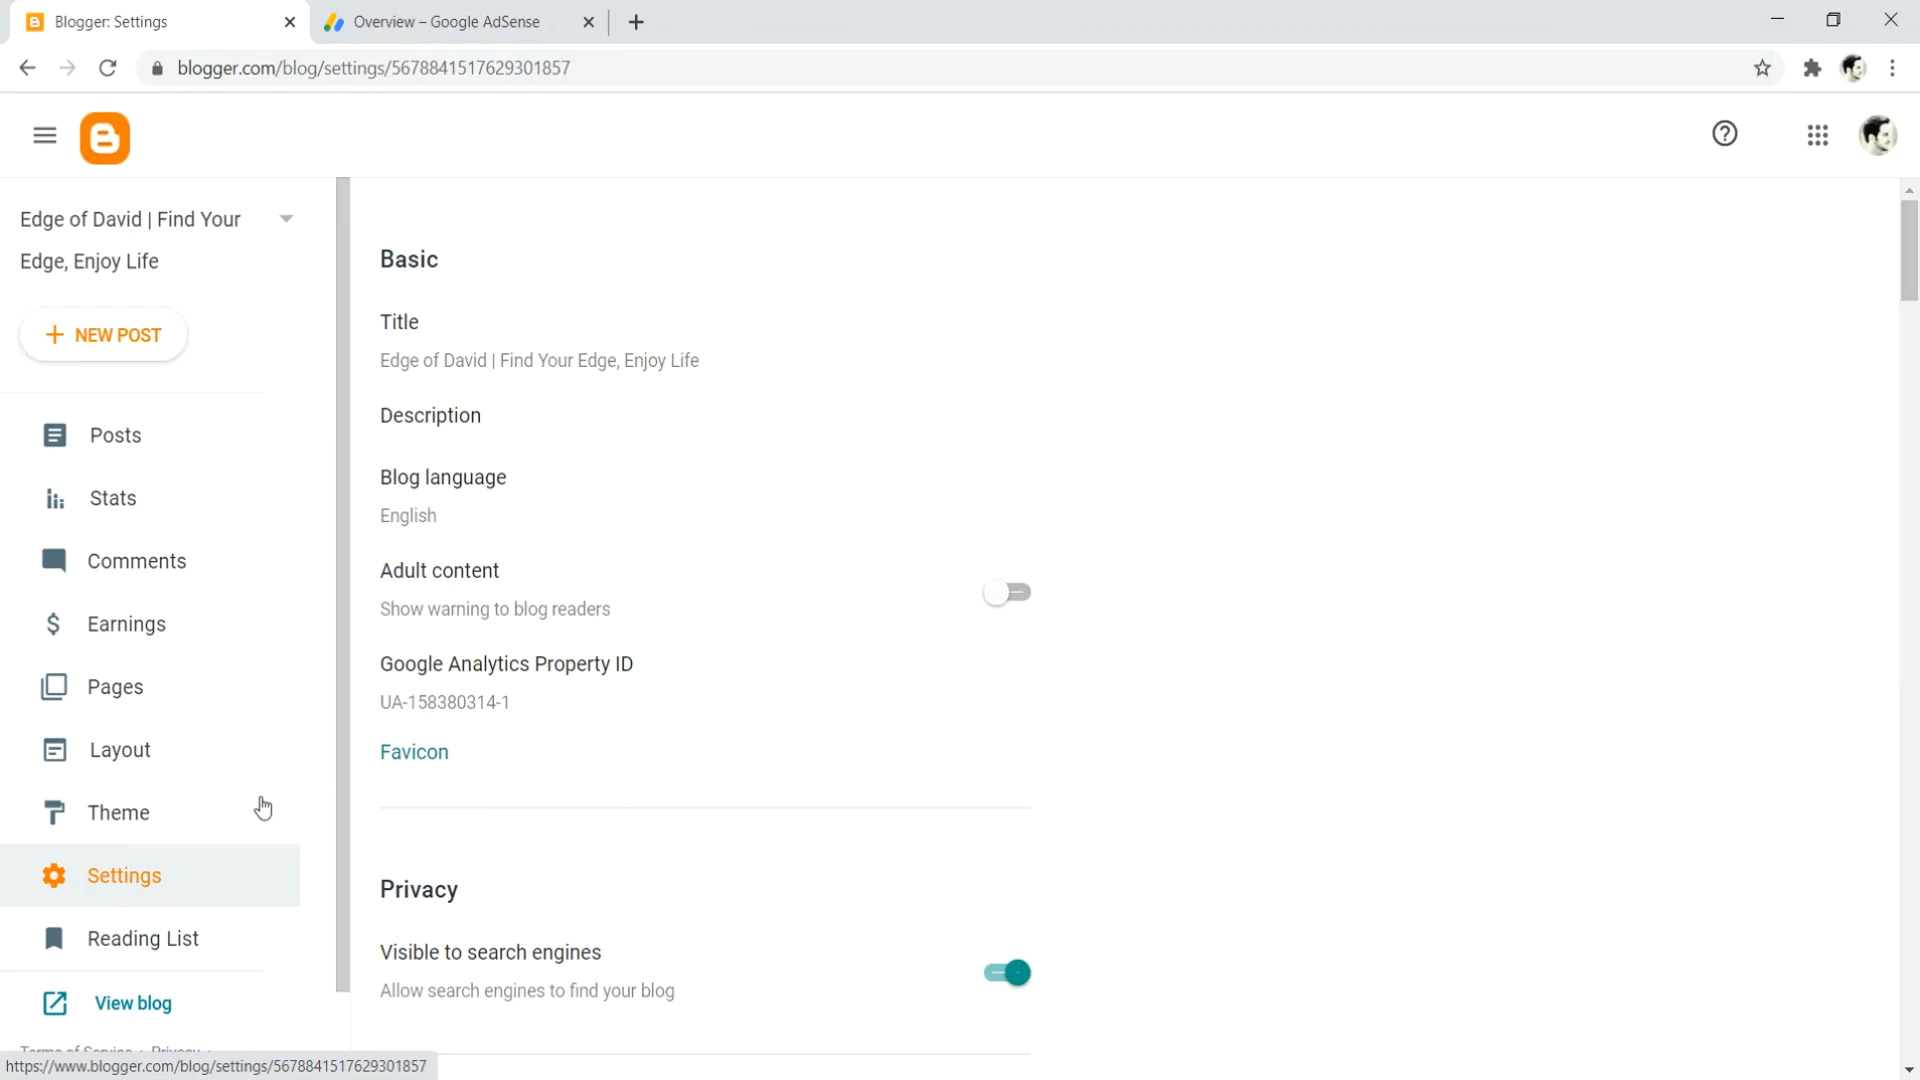 Blogger: Settings
Overview – Google AdSense
blogger.com/blog/settings/5678841517629301857
Edge of David | Find Your
Edge, Enjoy Life
NEW POST
Posts
Stats
Comments
Earnings
Pages
Layout
Theme
Settings
Reading List
View blog
Terms of Service · Privacy ·
https://www.blogger.com/blog/settings/5678841517629301857
Basic
Title
Edge of David | Find Your Edge, Enjoy Life
Description
Blog language
English
Adult content
Show warning to blog readers
Google Analytics Property ID
UA-158380314-1
Favicon
Privacy
Visible to search engines
Allow search engines to find your blog